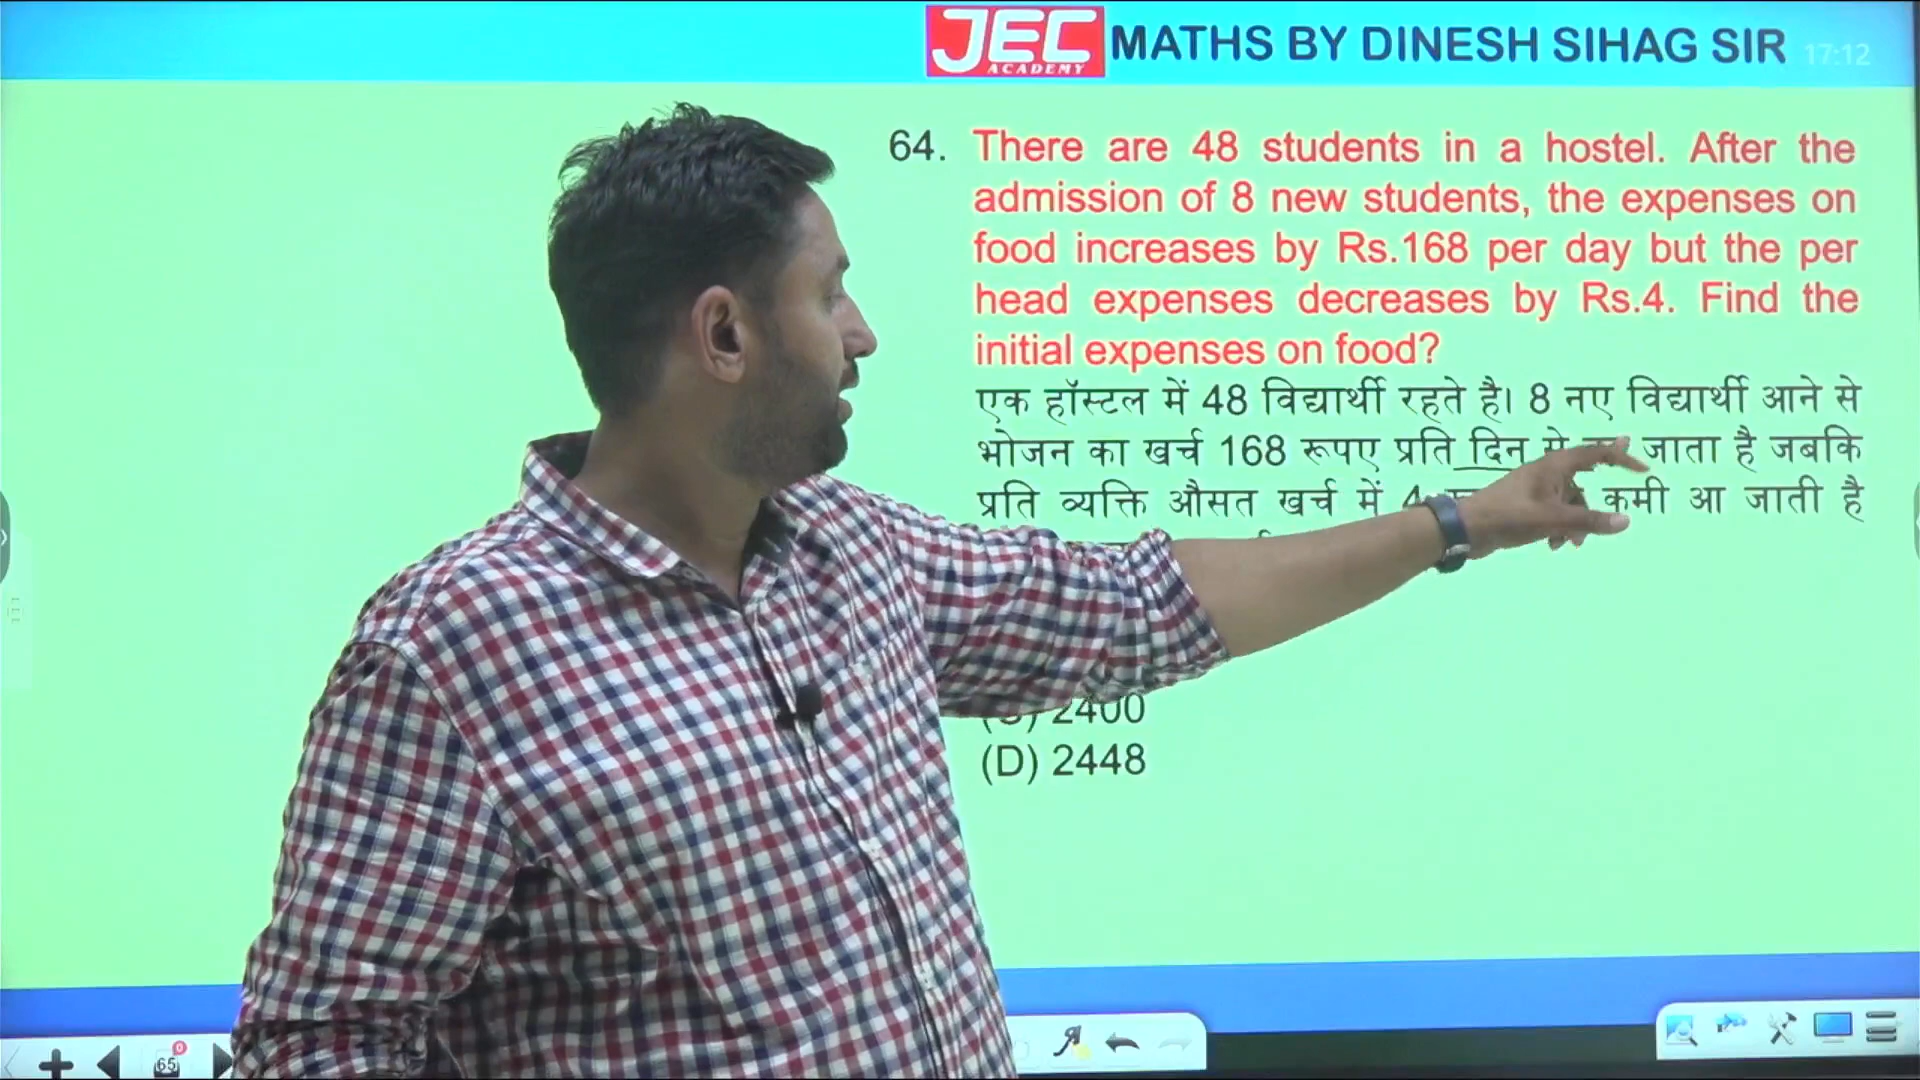 JEC
ACADEMY
MATHS BY DINESH SIHAG SIR
17:12
64. There are 48 students in a hostel. After the
admission of 8 new students, the expenses on
food increases by Rs.168 per day but the per
head expenses decreases by Rs.4. Find the
initial expenses on food?
एक हॉस्टल में 48 विद्यार्थी रहते है। 8 नए विद्यार्थी आने से
भोजन का खर्च 168 रूपए प्रति दिन से जाता है जबकि
प्रति व्यक्ति औसत खर्च में 4 कमी आ जाती है
2400
(D) 2448
65
0